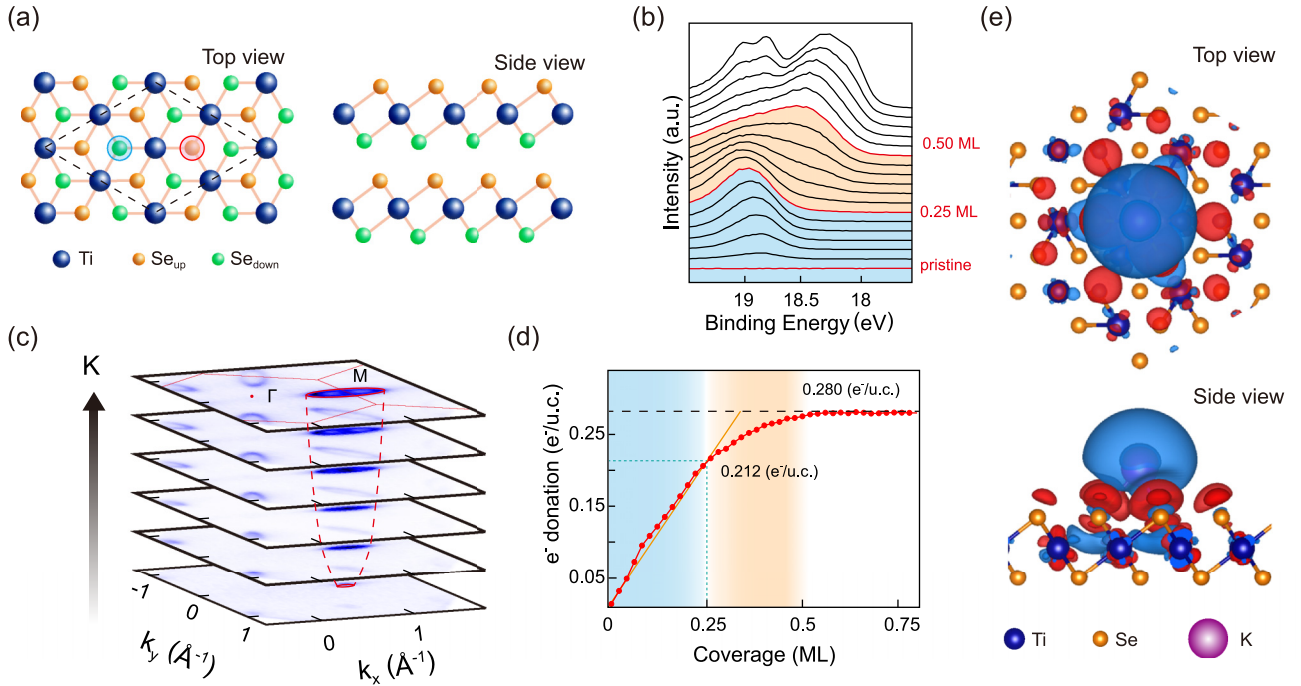 (a)
Top view
Side view
Ti
Se_up
Se_down
(b)
Intensity (a.u.)
0.50 ML
0.25 ML
pristine
19
18.5
18
Binding Energy (eV)
(c)
K
M
Γ
-1
0
1
k_y (Å⁻¹)
0
1
k_x (Å⁻¹)
(d)
e⁻ donation (e⁻/u.c.)
0.25
0.15
0.05
0.280 (e⁻/u.c.)
0.212 (e⁻/u.c.)
0
0.25
0.50
0.75
Coverage (ML)
(e)
Top view
Side view
Ti
Se
K